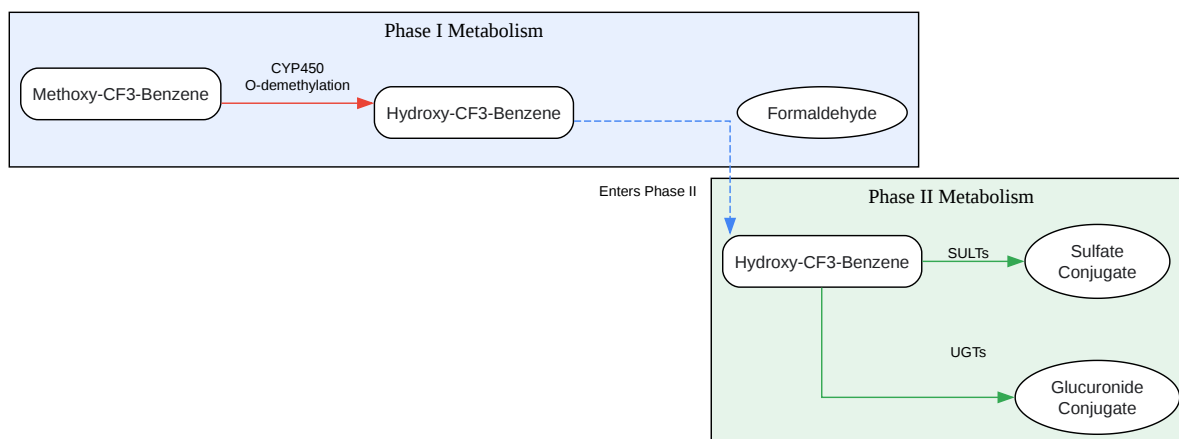 Phase I Metabolism
CYP450
O-demethylation
Methoxy-CF3-Benzene
Hydroxy-CF3-Benzene
Formaldehyde
Enters Phase II
Phase II Metabolism
Hydroxy-CF3-Benzene
SULTs
Sulfate
Conjugate
UGTs
Glucuronide
Conjugate